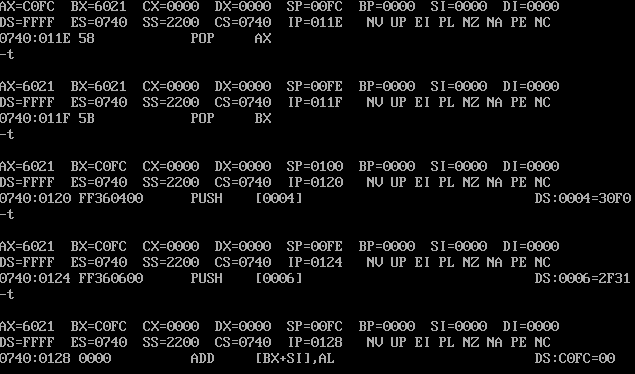 AX=C0FC  BX=6021  CX=0000  DX=0000  SP=00FC  BP=0000  SI=0000  DI=0000
DS=FFFF  ES=0740  SS=2200  CS=0740  IP=011E   NV UP EI PL NZ NA PE NC
0740:011E 58            POP     AX
-t
AX=6021  BX=6021  CX=0000  DX=0000  SP=00FE  BP=0000  SI=0000  DI=0000
DS=FFFF  ES=0740  SS=2200  CS=0740  IP=011F   NV UP EI PL NZ NA PE NC
0740:011F 5B            POP     BX
-t
AX=6021  BX=C0FC  CX=0000  DX=0000  SP=0100  BP=0000  SI=0000  DI=0000
DS=FFFF  ES=0740  SS=2200  CS=0740  IP=0120   NV UP EI PL NZ NA PE NC
0740:0120 FF360400      PUSH    [0004]                             DS:0004=30F0
-t
AX=6021  BX=C0FC  CX=0000  DX=0000  SP=00FE  BP=0000  SI=0000  DI=0000
DS=FFFF  ES=0740  SS=2200  CS=0740  IP=0124   NV UP EI PL NZ NA PE NC
0740:0124 FF360600      PUSH    [0006]                             DS:0006=2F31
-t
AX=6021  BX=C0FC  CX=0000  DX=0000  SP=00FC  BP=0000  SI=0000  DI=0000
DS=FFFF  ES=0740  SS=2200  CS=0740  IP=0128   NV UP EI PL NZ NA PE NC
0740:0128 0000          ADD     [BX+SI],AL                         DS:C0FC=00